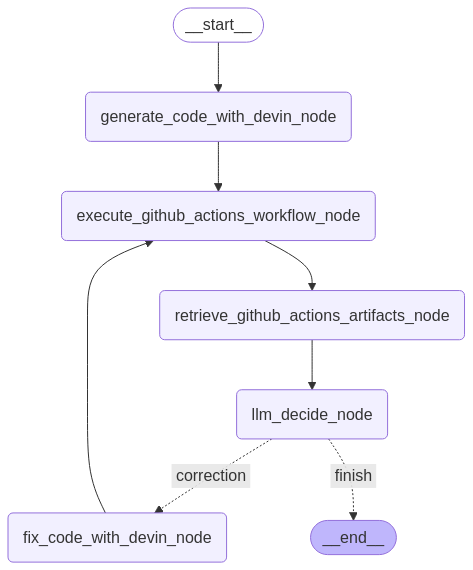 __start__
generate_code_with_devin_node
execute_github_actions_workflow_node
retrieve_github_actions_artifacts_node
llm_decide_node
correction
finish
fix_code_with_devin_node
__end__